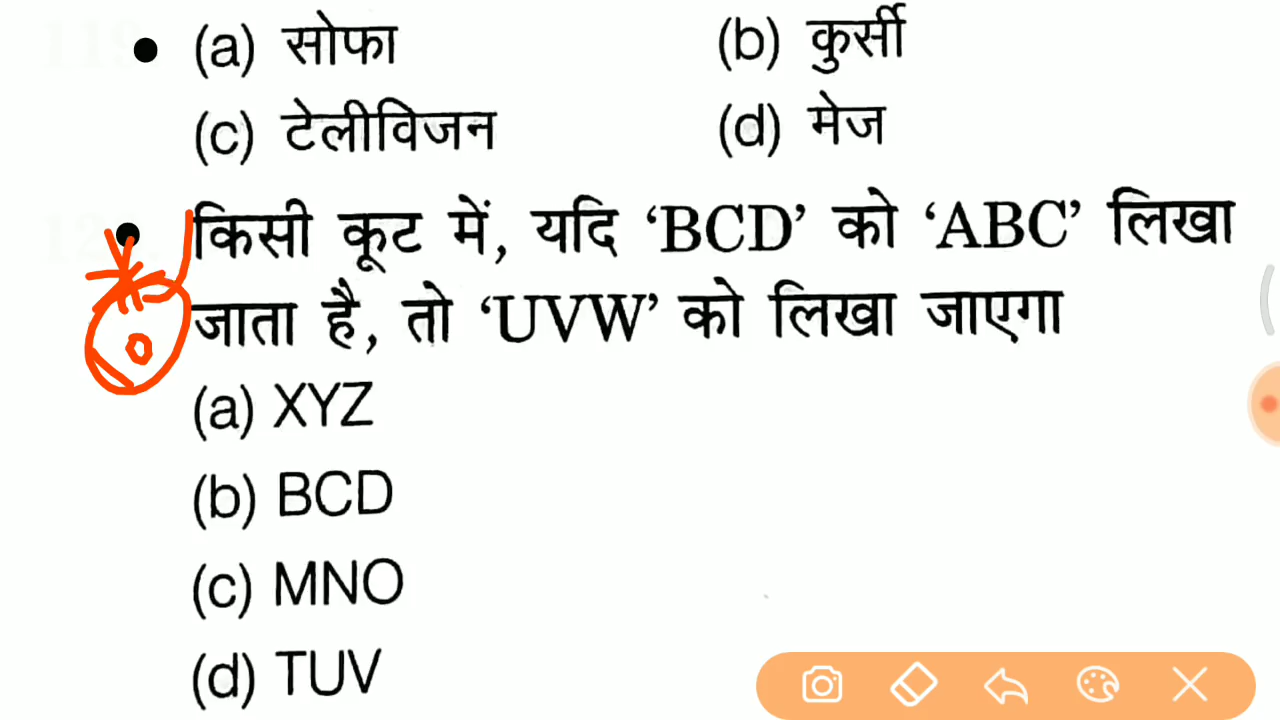 (a) सोफा (b) कुर्सी
(c) टेलीविजन (d) मेज
किसी कूट में, यदि ‘BCD’ को ‘ABC’ लिखा
जाता है, तो ‘UVW’ को लिखा जाएगा
(a) XYZ
(b) BCD
(c) MNO
(d) TUV